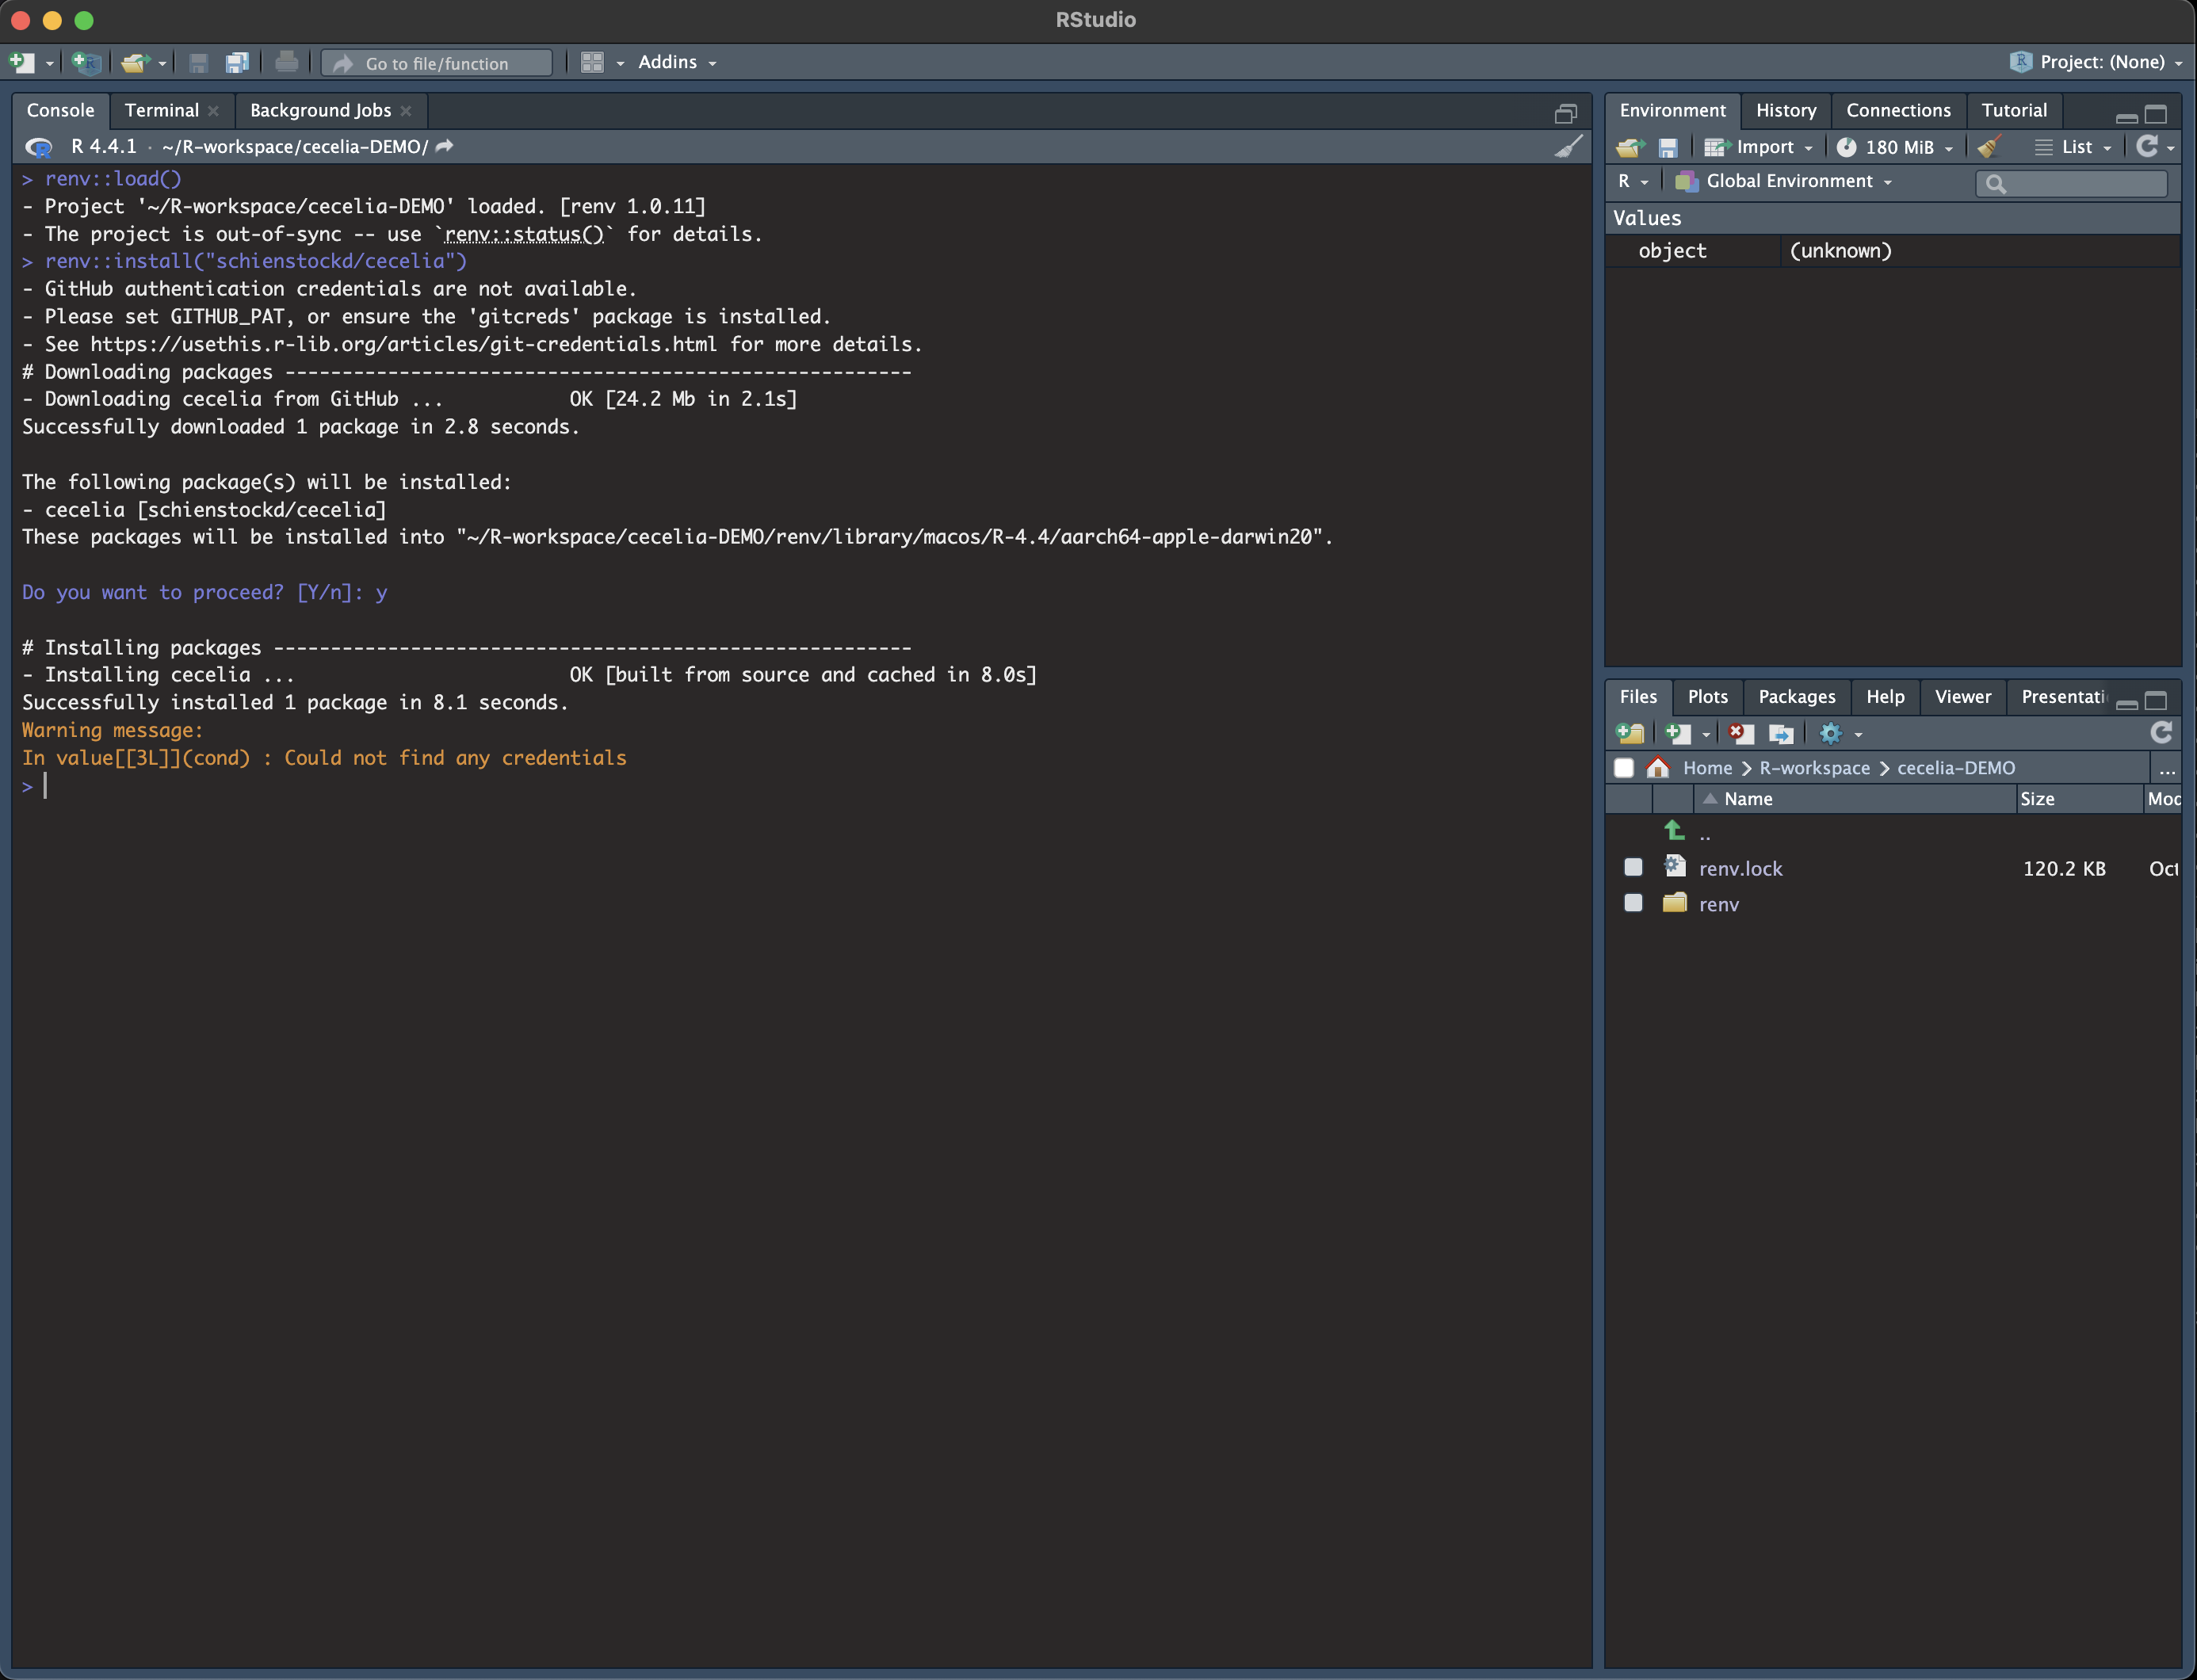 RStudio
Go to file/function
Addins
Project: (None)
Console
Terminal
Background Jobs
R 4.4.1 · ~/R-workspace/cecelia-DEMO/
> renv::load()
- Project '~/R-workspace/cecelia-DEMO' loaded. [renv 1.0.11]
- The project is out-of-sync -- use `renv::status()` for details.
> renv::install("schienstockd/cecelia")
- GitHub authentication credentials are not available.
- Please set GITHUB_PAT, or ensure the 'gitcreds' package is installed.
- See https://usethis.r-lib.org/articles/git-credentials.html for more details.
# Downloading packages -------------------------------------------------------
- Downloading cecelia from GitHub ... OK [24.2 Mb in 2.1s]
Successfully downloaded 1 package in 2.8 seconds.
The following package(s) will be installed:
- cecelia [schienstockd/cecelia]
These packages will be installed into "~/R-workspace/cecelia-DEMO/renv/library/macos/R-4.4/aarch64-apple-darwin20".
Do you want to proceed? [Y/n]: y
# Installing packages --------------------------------------------------------
- Installing cecelia ... OK [built from source and cached in 8.0s]
Successfully installed 1 package in 8.1 seconds.
Warning message:
In value[[3L]](cond) : Could not find any credentials
>
Environment
History
Connections
Tutorial
Import
180 MiB
List
R
Global Environment
Values
object (unknown)
Files
Plots
Packages
Help
Viewer
Presentati
Home > R-workspace > cecelia-DEMO
...
Name
Size
Mod
..
renv.lock 120.2 KB Oct
renv